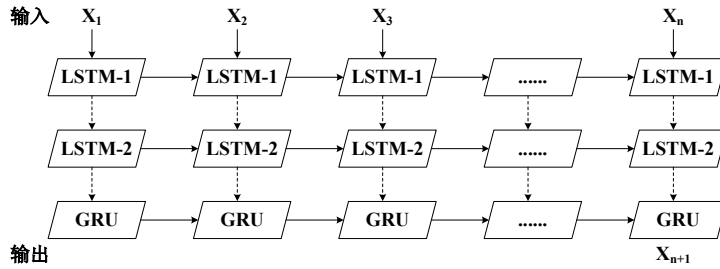 输入 X₁ X₂ X₃ Xₙ
LSTM-1 LSTM-1 LSTM-1 ...... LSTM-1
LSTM-2 LSTM-2 LSTM-2 ...... LSTM-2
GRU GRU GRU ...... GRU
输出 Xₙ₊₁